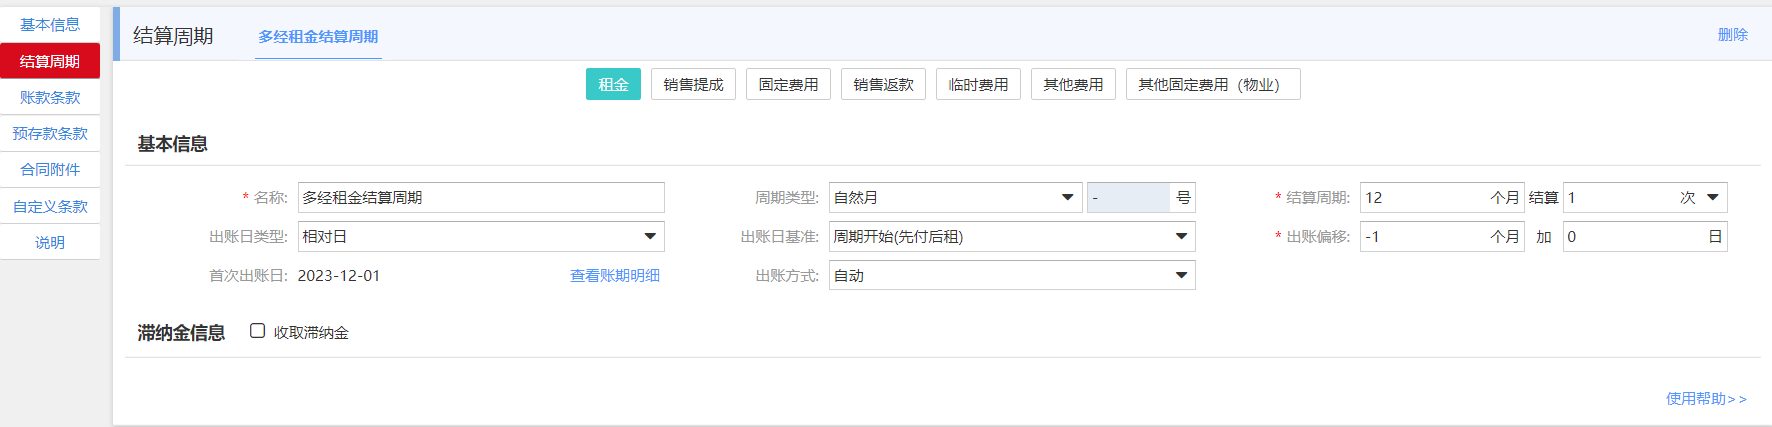 基本信息
结算周期
账款条款
预存款条款
合同附件
自定义条款
说明
结算周期 多经租金结算周期 删除
租金 销售提成 固定费用 销售返款 临时费用 其他费用 其他固定费用（物业）
基本信息
* 名称: 多经租金结算周期 周期类型: 自然月 - 号 * 结算周期: 12 个月 结算 1 次
出账日类型: 相对日 出账日基准: 周期开始(先付后租) * 出账偏移: -1 个月 加 0 日
首次出账日: 2023-12-01 查看账期明细 出账方式: 自动
滞纳金信息 收取滞纳金
使用帮助>>